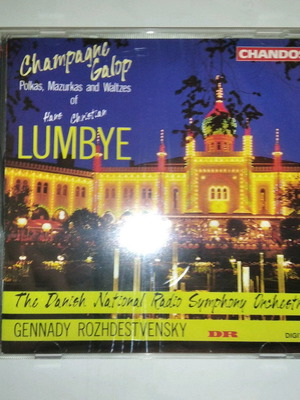 CHANDOS
Champagne
Galop
Polkas, Mazurkas and Waltzes
of
Hans Christian
LUMBYE
The Danish National Radio Symphony Orchestr
GENNADY ROZHDESTVENSKY
DR
DIGI